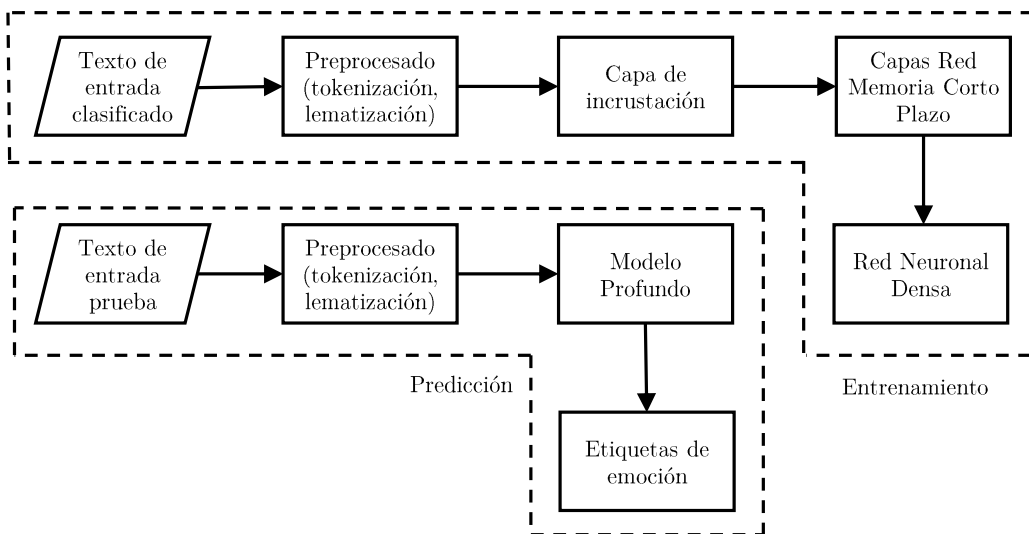 Texto de
entrada
clasificado
Preprocesado
(tokenización,
lematización)
Capa de
incrustación
Capas Red
Memoria Corto
Plazo
Texto de
entrada
prueba
Preprocesado
(tokenización,
lematización)
Modelo
Profundo
Red Neuronal
Densa
Predicción
Entrenamiento
Etiquetas de
emoción